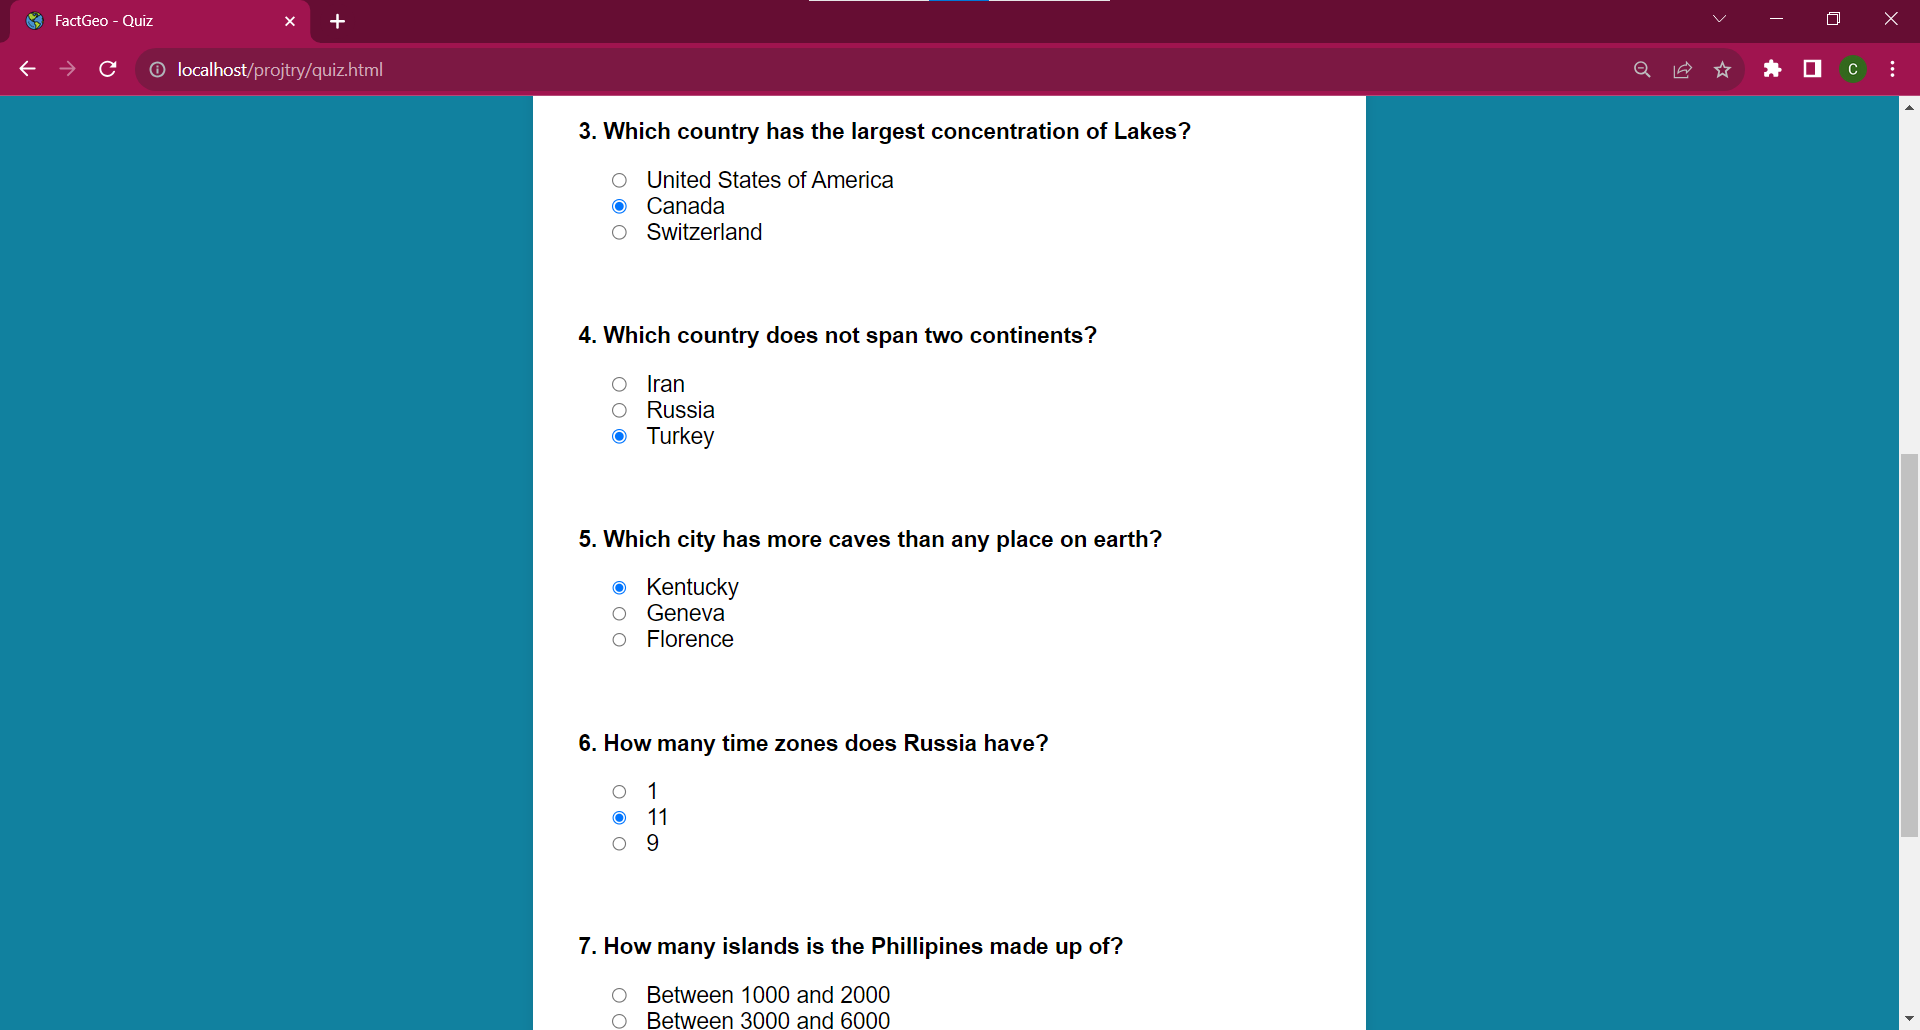 FactGeo - Quiz
localhost/projtry/quiz.html
C
3. Which country has the largest concentration of Lakes?
United States of America
Canada
Switzerland
4. Which country does not span two continents?
Iran
Russia
Turkey
5. Which city has more caves than any place on earth?
Kentucky
Geneva
Florence
6. How many time zones does Russia have?
1
11
9
7. How many islands is the Phillipines made up of?
Between 1000 and 2000
Between 3000 and 6000